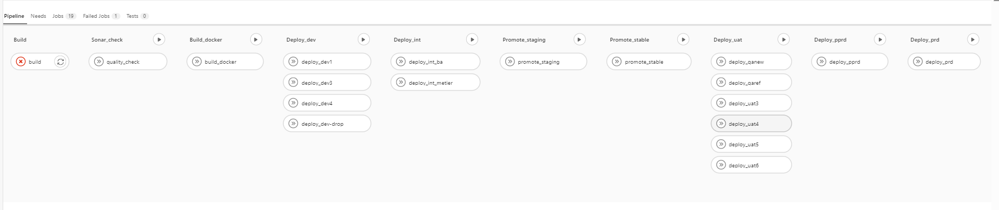 Pipeline Needs Jobs 19 Failed Jobs 1 Tests 0
Build Sonar_check Build_docker Deploy_dev Deploy_int Promote_staging Promote_stable Deploy_uat Deploy_pprd Deploy_prd
build quality_check build_docker deploy_dev1 deploy_int_ba promote_staging promote_stable deploy_qanew deploy_pprd deploy_prd
deploy_dev3 deploy_int_metier deploy_qaref
deploy_dev4 deploy_uat3
deploy_dev-drop deploy_uat4
deploy_uat5
deploy_uat6